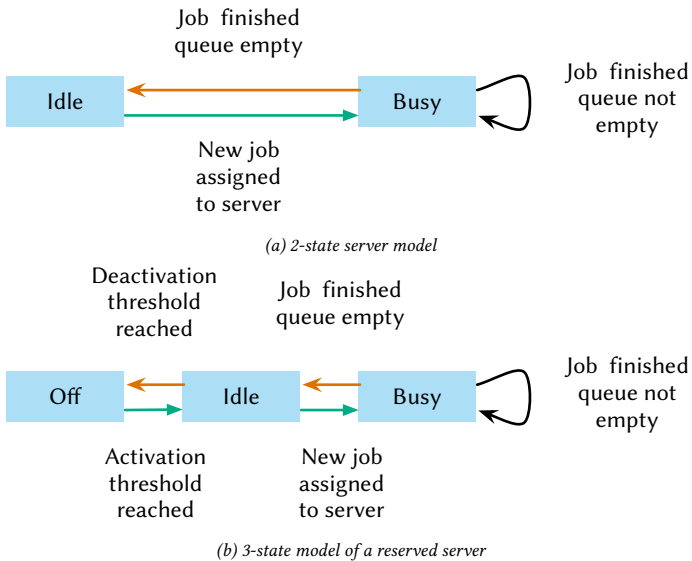 Job finished
queue empty
Idle
Busy
Job finished
queue not
empty
New job
assigned
to server
(a) 2-state server model
Deactivation
threshold
reached
Job finished
queue empty
Off
Idle
Busy
Job finished
queue not
empty
Activation
threshold
reached
New job
assigned
to server
(b) 3-state model of a reserved server